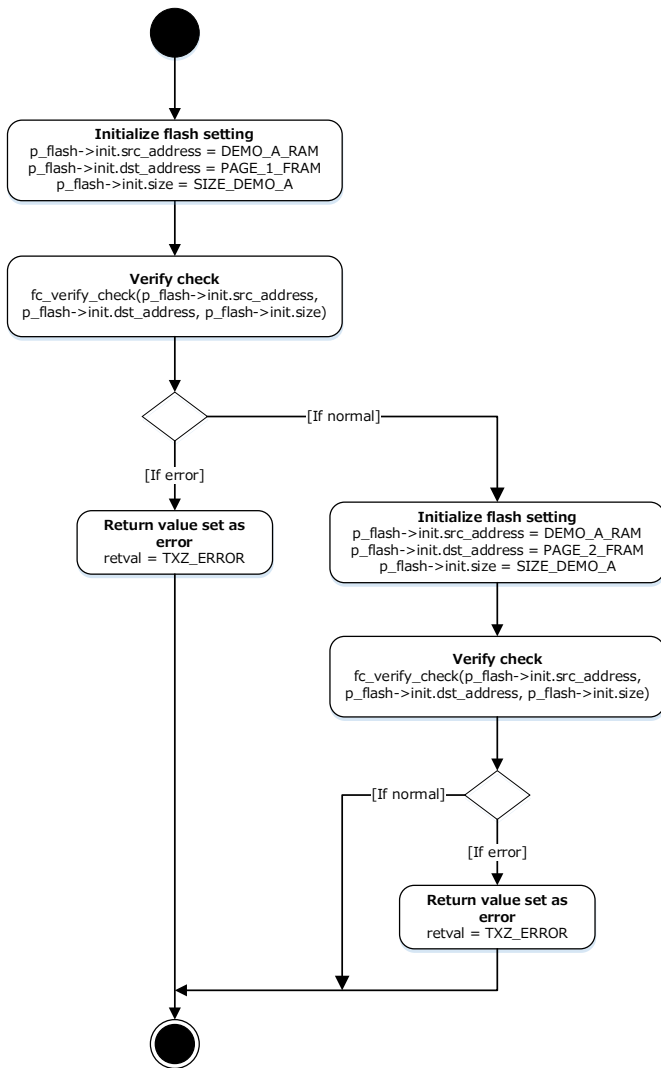 Initialize flash setting
p_flash->init.src_address = DEMO_A_RAM
p_flash->init.dst_address = PAGE_1_FRAM
p_flash->init.size = SIZE_DEMO_A
Verify check
fc_verify_check(p_flash->init.src_address,
p_flash->init.dst_address, p_flash->init.size)
[If normal]
[If error]
Return value set as
error
retval = TXZ_ERROR
Initialize flash setting
p_flash->init.src_address = DEMO_A_RAM
p_flash->init.dst_address = PAGE_2_FRAM
p_flash->init.size = SIZE_DEMO_A
Verify check
fc_verify_check(p_flash->init.src_address,
p_flash->init.dst_address, p_flash->init.size)
[If normal]
[If error]
Return value set as
error
retval = TXZ_ERROR